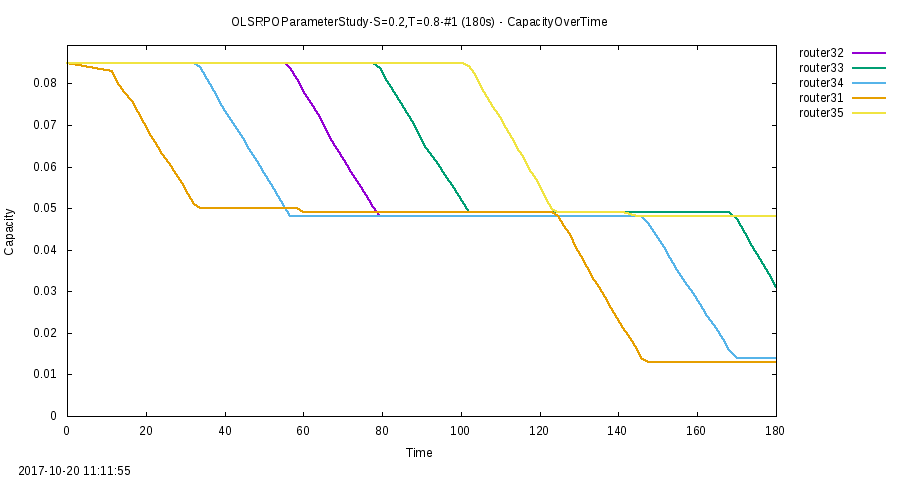 OLSRPOParameterStudy-S=0.2,T=0.8-#1 (180s) - CapacityOverTime
router32
router33
router34
router31
router35
0.08
0.07
0.06
0.05
0.04
0.03
0.02
0.01
0
Capacity
0 20 40 60 80 100 120 140 160 180
Time
2017-10-20 11:11:55